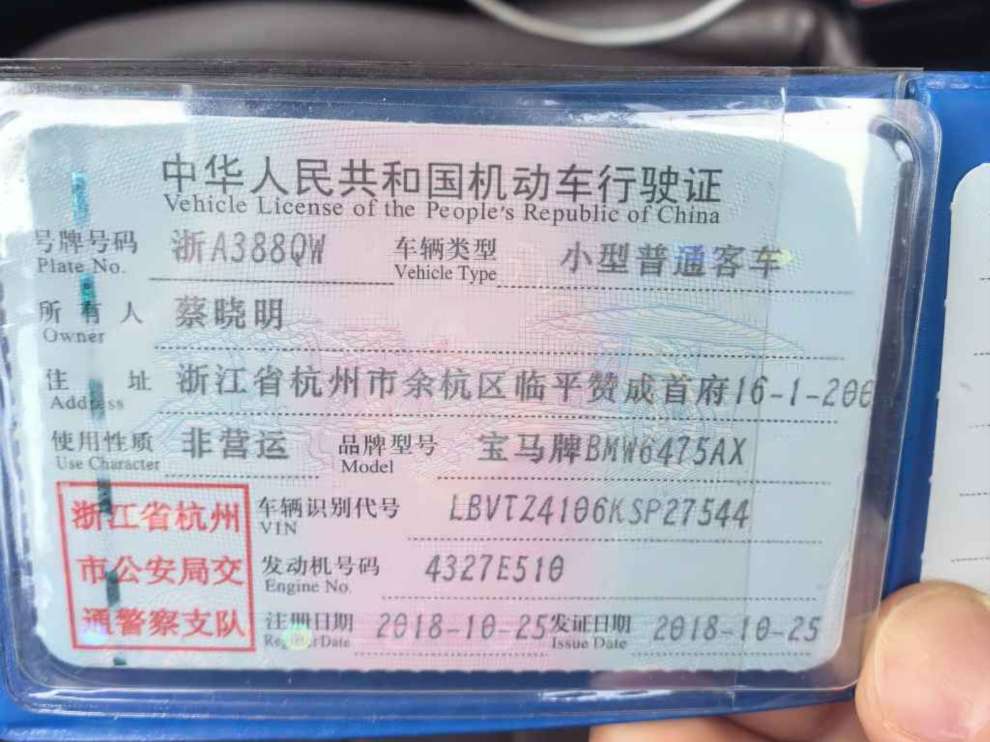 中华人民共和国机动车行驶证
Vehicle License of the People's Republic of China
号牌号码 浙A388QW 车辆类型 小型普通客车
Plate No. Vehicle Type
所有人 蔡晓明
Owner
住址 浙江省杭州市余杭区临平赞成首府16-1-200
Address
使用性质 非营运 品牌型号 宝马牌BMW6475AX
Use Character Model
浙江省杭州 车辆识别代号 LBVTZ4106KSP27544
VIN
市公安局交 发动机号码 4327E510
Engine No.
通警察支队 注册日期 2018-10-25 发证日期 2018-10-25
Register Date Issue Date